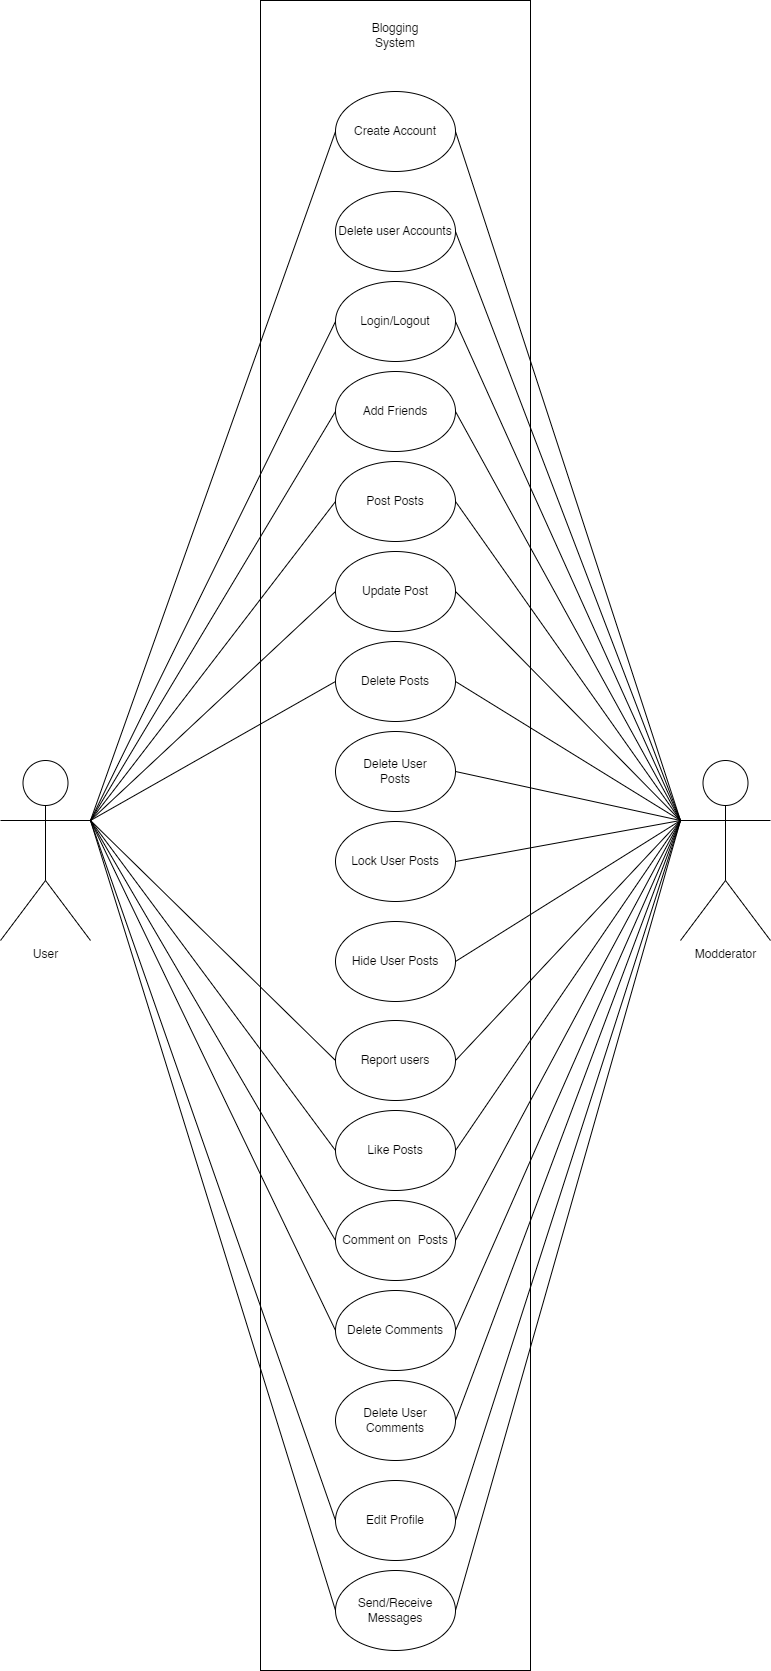 Blogging
System
Create Account
Delete user Accounts
Login/Logout
Add Friends
Post Posts
Update Post
Delete Posts
Delete User
Posts
Lock User Posts
User
Modderator
Hide User Posts
Report users
Like Posts
Comment on  Posts
Delete Comments
Delete User
Comments
Edit Profile
Send/Receive
Messages